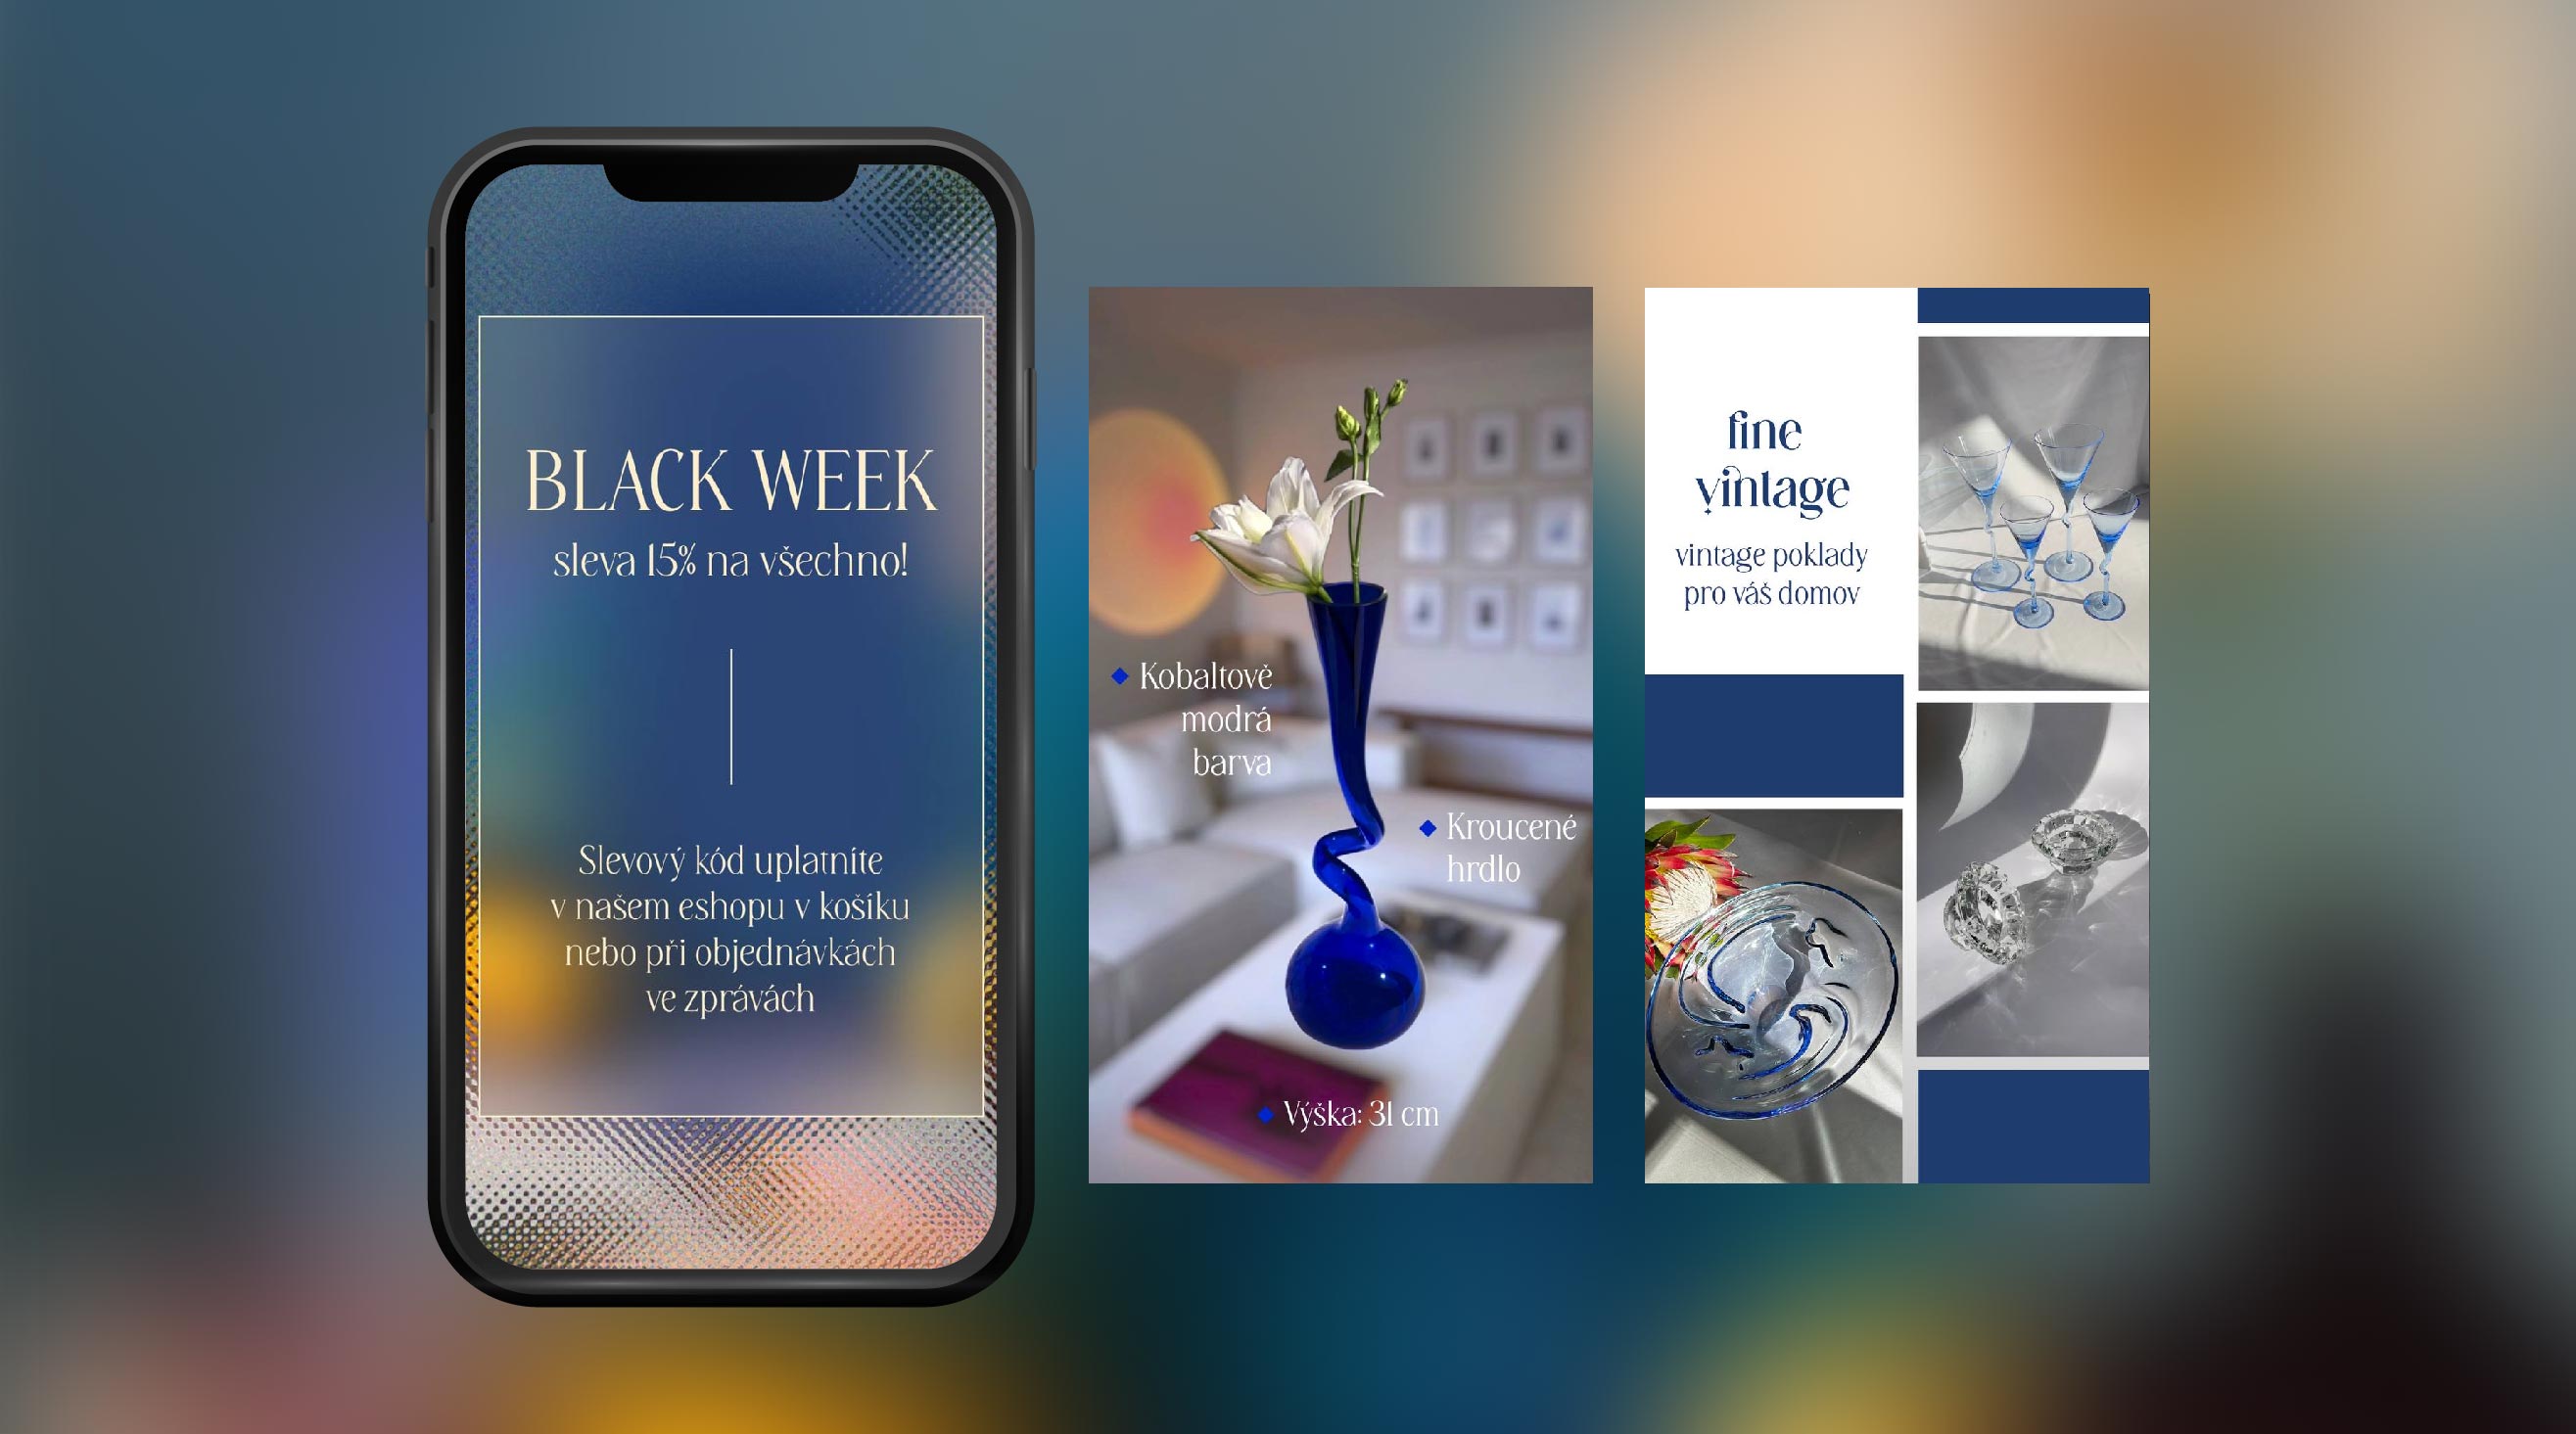 BLACK WEEK
sleva 15% na všechno!
Slevový kód uplatníte
v našem eshopu v košíku
nebo při objednávkách
ve zprávách
Kobaltově
modrá
barva
Kroucené
hrdlo
Výška: 31 cm
fine
vintage
vintage poklady
pro váš domov